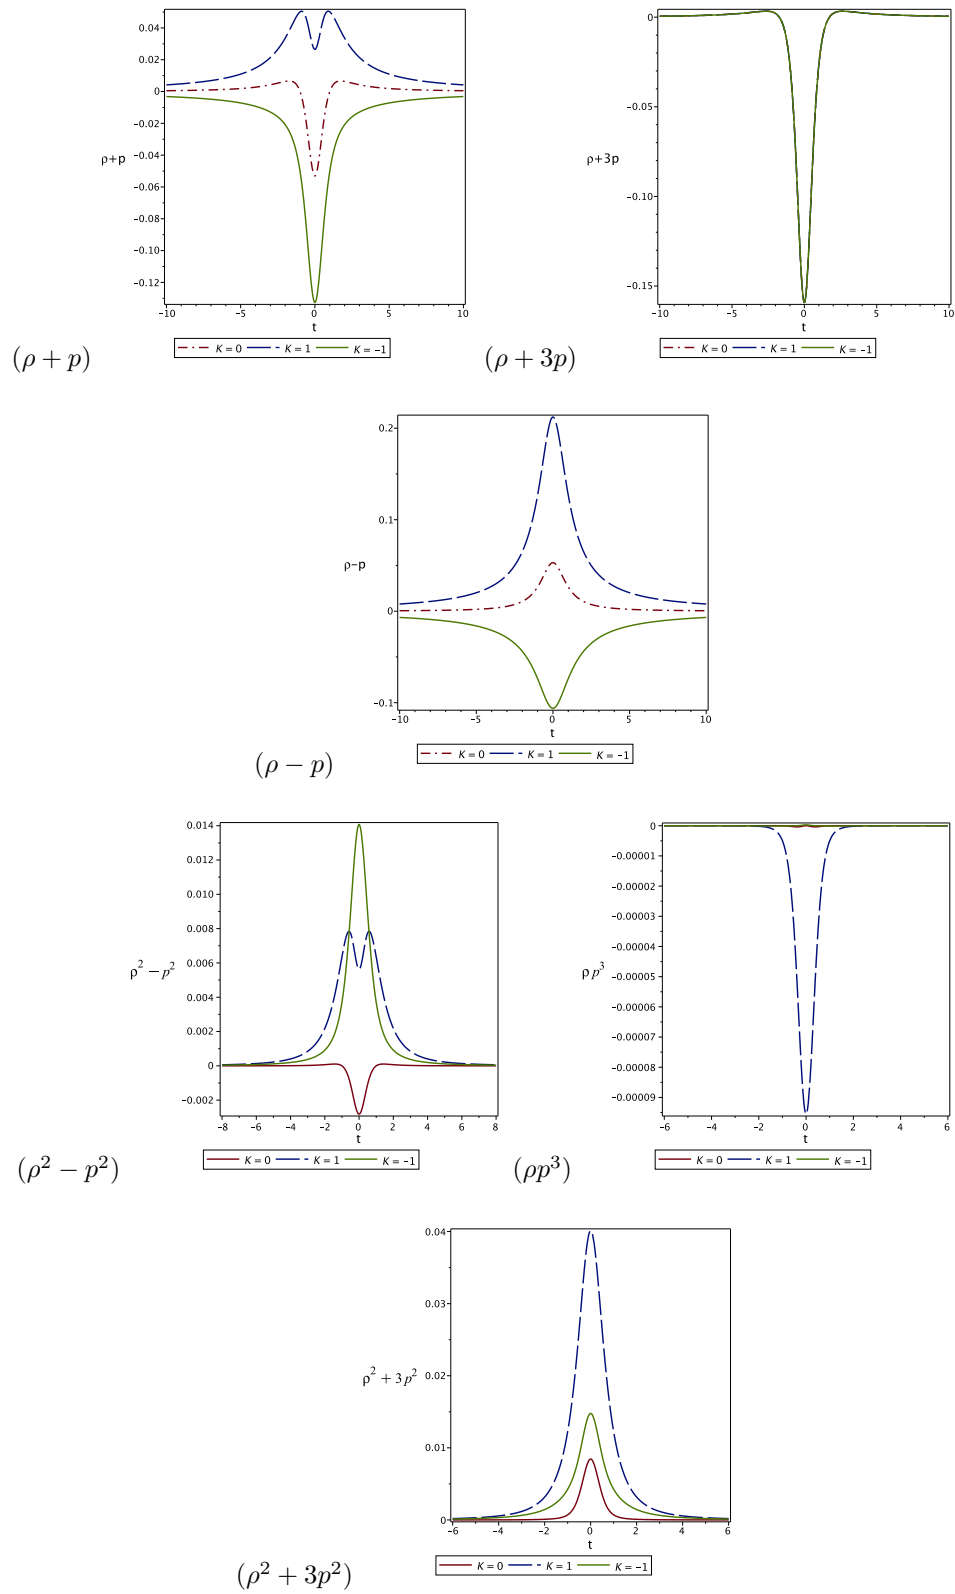 0.04
0.02
0
−0.02
−0.04
ρ+p
−0.06
−0.08
−0.10
−0.12
−10 −5 0 5 10
t
K = 0 K = 1 K = −1
(ρ + p)
0
−0.05
ρ+3p
−0.10
−0.15
−10 −5 0 5 10
t
K = 0 K = 1 K = −1
(ρ + 3p)
0.2
0.1
ρ−p
0
−0.1
−10 −5 0 5 10
t
K = 0 K = 1 K = −1
(ρ − p)
0.014
0.012
0.010
0.008
0.006
ρ² − p²
0.004
0.002
0
−0.002
−8 −6 −4 −2 0 2 4 6 8
t
K = 0 K = 1 K = −1
(ρ² − p²)
0
−0.00001
−0.00002
−0.00003
−0.00004
ρ p³
−0.00005
−0.00006
−0.00007
−0.00008
−0.00009
−6 −4 −2 0 2 4 6
t
K = 0 K = 1 K = −1
(ρp³)
0.04
0.03
0.02
ρ² + 3 p²
0.01
0
−6 −4 −2 0 2 4 6
t
K = 0 K = 1 K = −1
(ρ² + 3p²)